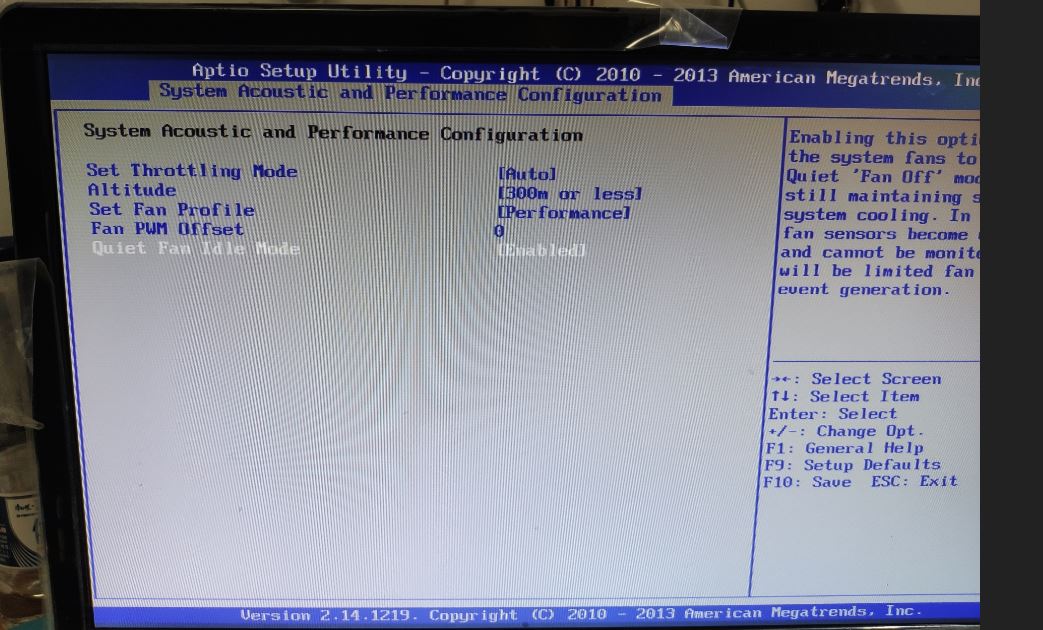 Aptio Setup Utility - Copyright (C) 2010 - 2013 American Megatrends, Inc
System Acoustic and Performance Configuration
System Acoustic and Performance Configuration
Set Throttling Mode [Auto]
Altitude [300m or less]
Set Fan Profile [Performance]
Fan PWM Offset 0
Quiet Fan Idle Mode [Enabled]
Enabling this opti
the system fans to
Quiet 'Fan Off' mod
still maintaining s
system cooling. In
fan sensors become
and cannot be monito
will be limited fan
event generation.
→←: Select Screen
↑↓: Select Item
Enter: Select
+/-: Change Opt.
F1: General Help
F9: Setup Defaults
F10: Save ESC: Exit
Version 2.14.1219. Copyright (C) 2010 - 2013 American Megatrends, Inc.